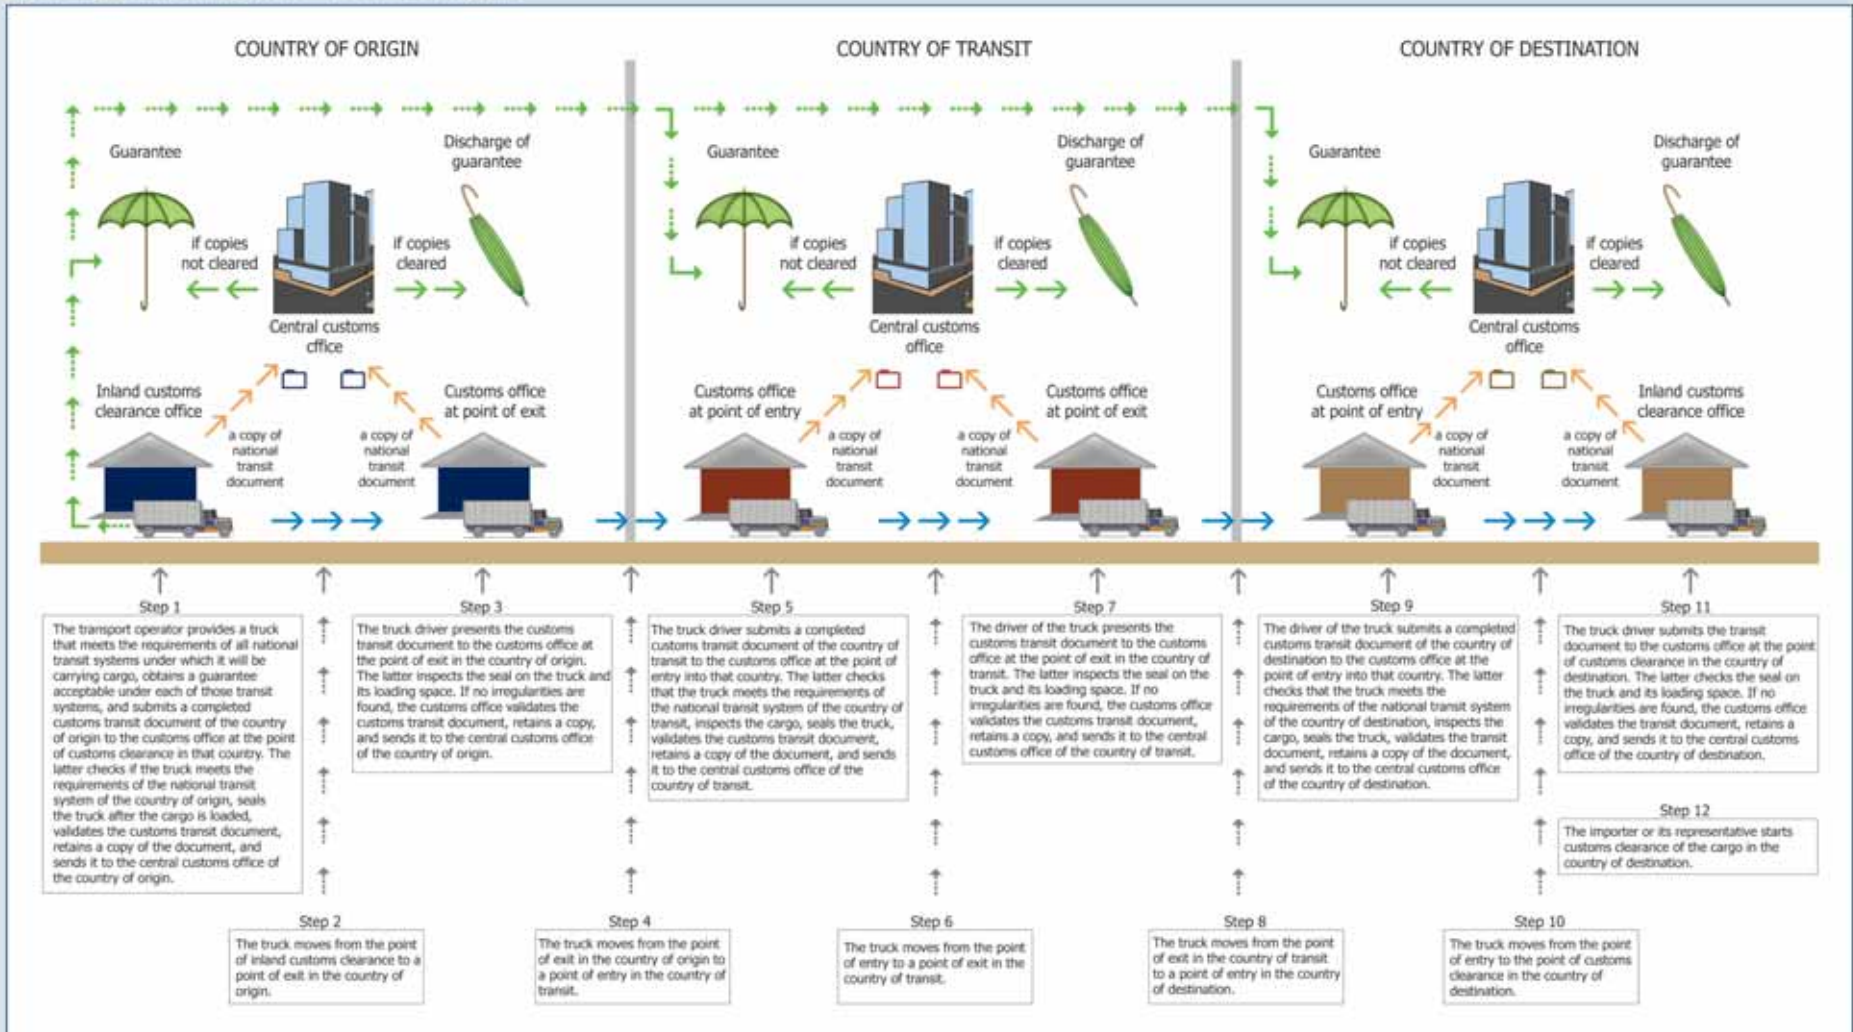 COUNTRY OF ORIGIN
COUNTRY OF TRANSIT
COUNTRY OF DESTINATION
Guarantee
Discharge of
guarantee
if copies
not cleared
if copies
cleared
Central customs
cffice
Inland customs
clearance office
Customs office
at point of exit
a copy of
national
transit
document
a copy of
national
transit
document
Guarantee
Discharge of
guarantee
if copies
not cleared
if copies
cleared
Central customs
office
Customs office
at point of entry
Customs office
at point of exit
a copy of
national
transit
document
a copy of
national
transit
document
Guarantee
Discharge of
guarantee
if copies
not cleared
if copies
cleared
Central customs
office
Customs office
at point of entry
Inland customs
clearance office
a copy of
national
transit
document
a copy of
national
transit
document
Step 1
The transport operator provides a truck
that meets the requirements of all national
transit systems under which it will be
carrying cargo, obtains a guarantee
acceptable under each of those transit
systems, and submits a completed
customs transit document of the country
of origin to the customs office at the point
of customs clearance in that country. The
latter checks if the truck meets the
requirements of the national transit
system of the country of origin, seals
the truck after the cargo is loaded,
validates the customs transit document,
retains a copy of the document, and
sends it to the central customs office of
the country of origin.
Step 2
The truck moves from the point
of inland customs clearance to a
point of exit in the country of
origin.
Step 3
The truck driver presents the customs
transit document to the customs office at
the point of exit in the country of origin.
The latter inspects the seal on the truck and
its loading space. If no irregularities are
found, the customs office validates the
customs transit document, retains a copy,
and sends it to the central customs office
of the country of origin.
Step 4
The truck moves from the point
of exit in the country of origin to
a point of entry in the country of
transit.
Step 5
The truck driver submits a completed
customs transit document of the country of
transit to the customs office at the point of
entry into that country. The latter checks
that the truck meets the requirements of
the national transit system of the country of
transit, inspects the cargo, seals the truck,
validates the customs transit document,
retains a copy of the document, and sends
it to the central customs office of the
country of transit.
Step 6
The truck moves from the point
of entry to a point of exit in the
country of transit.
Step 7
The driver of the truck presents the
customs transit document to the customs
office at the point of exit in the country of
transit. The latter inspects the seal on the
truck and its loading space. If no
irregularities are found, the customs office
validates the customs transit document,
retains a copy, and sends it to the central
customs office of the country of transit.
Step 8
The truck moves from the point
of exit in the country of transit
to a point of entry in the country
of destination.
Step 9
The driver of the truck submits a completed
customs transit document of the country of
destination to the customs office at the
point of entry into that country. The latter
checks that the truck meets the
requirements of the national transit system
of the country of destination, inspects the
cargo, seals the truck, validates the transit
document, retains a copy of the document,
and sends it to the central customs office
of the country of destination.
Step 10
The truck moves from the point
of entry to the point of customs
clearance in the country of
destination.
Step 11
The truck driver submits the transit
document to the customs office at the point
of customs clearance in the country of
destination. The latter checks the seal on
the truck and its loading space. If no
irregularities are found, the customs office
validates the transit document, retains a
copy, and sends it to the central customs
office of the country of destination.
Step 12
The importer or its representative starts
customs clearance of the cargo in the
country of destination.